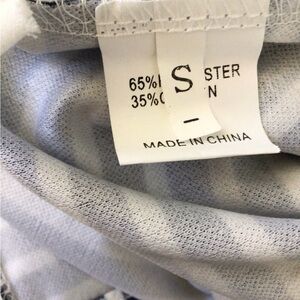 65% S STER
35% N
–
MADE IN CHINA